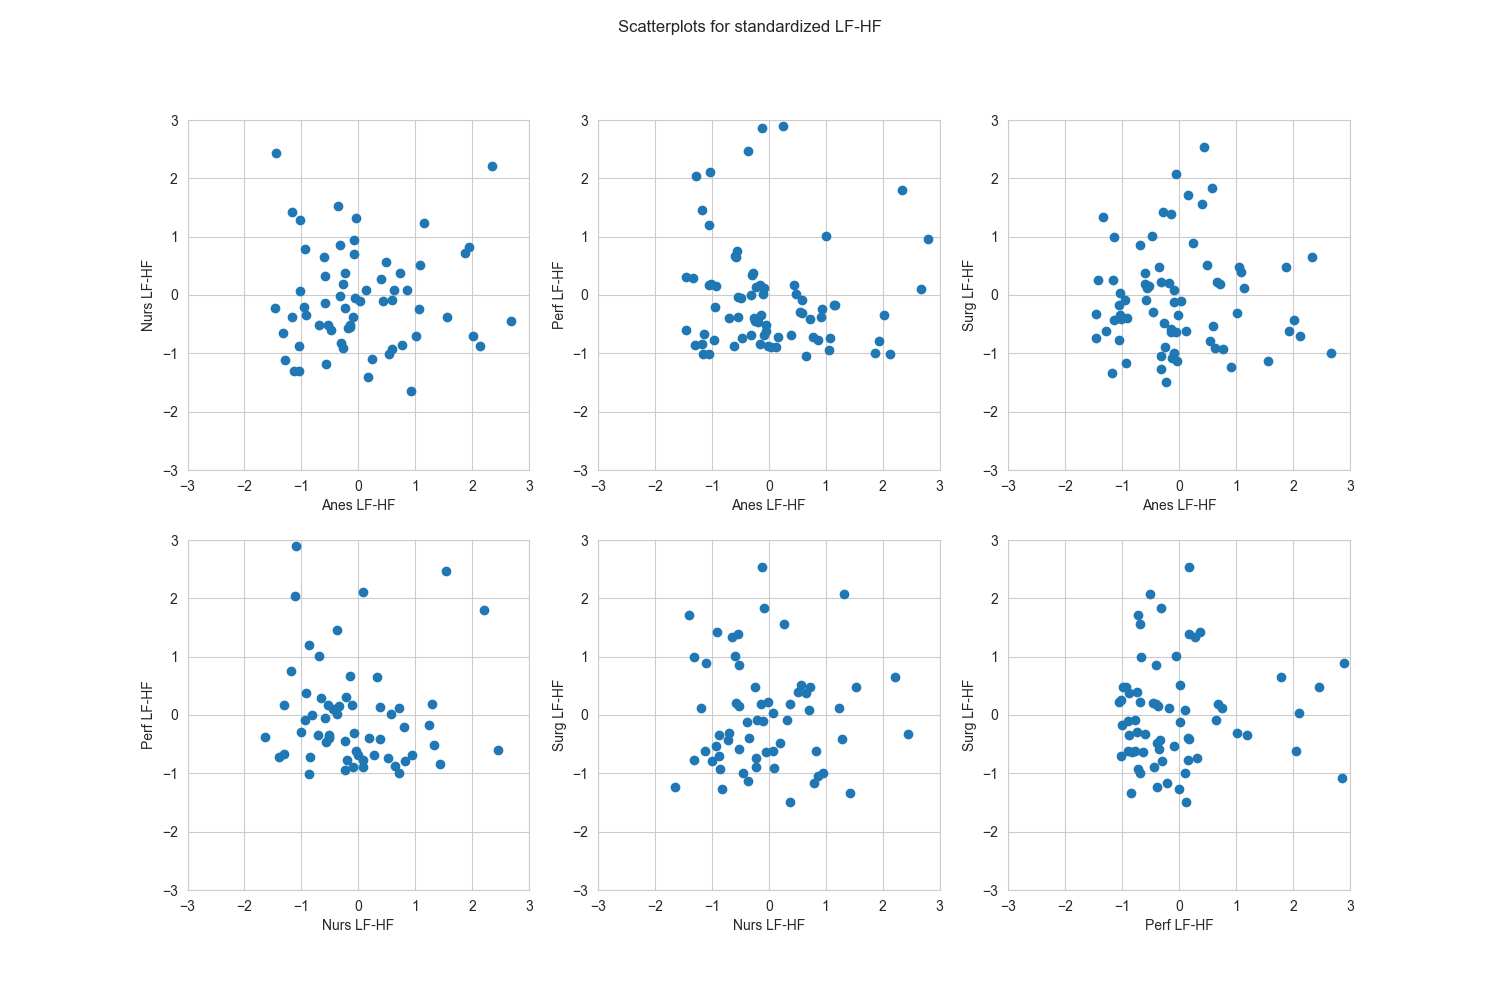 Scatterplots for standardized LF-HF
3 3 3
2 2 2
1 1 1
Nurs LF-HF 0 Perf LF-HF 0 Surg LF-HF 0
−1 −1 −1
−2 −2 −2
−3 −3 −3
−3 −2 −1 0 1 2 3 −3 −2 −1 0 1 2 3 −3 −2 −1 0 1 2 3
Anes LF-HF Anes LF-HF Anes LF-HF
3 3 3
2 2 2
1 1 1
Perf LF-HF 0 Surg LF-HF 0 Surg LF-HF 0
−1 −1 −1
−2 −2 −2
−3 −3 −3
−3 −2 −1 0 1 2 3 −3 −2 −1 0 1 2 3 −3 −2 −1 0 1 2 3
Nurs LF-HF Nurs LF-HF Perf LF-HF